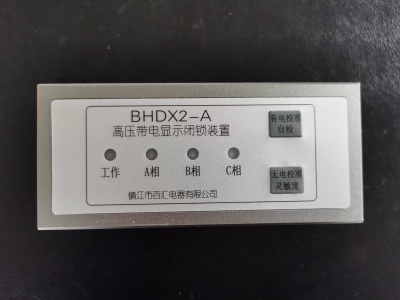 BHDX2-A
高压带电显示闭锁装置
有电校准
自检
工作 A相 B相 C相
无电校准
灵敏度
镇江市百汇电器有限公司